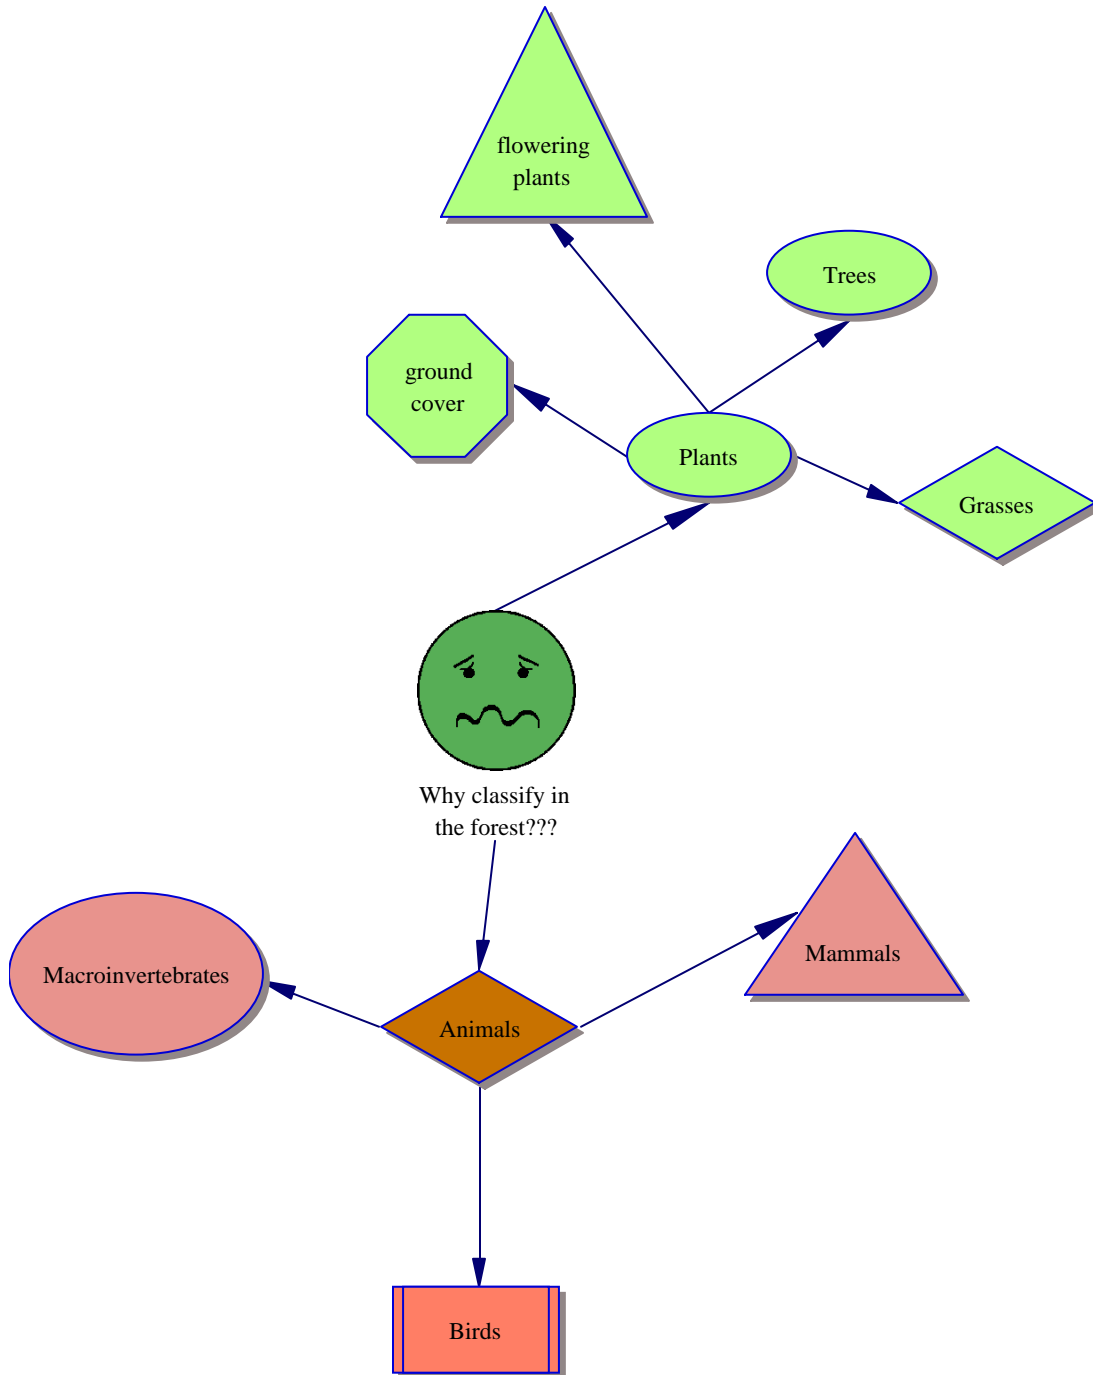 flowering
plants
Trees
ground
cover
Plants
Grasses
Why classify in
the forest???
Mammals
Macroinvertebrates
Animals
Birds